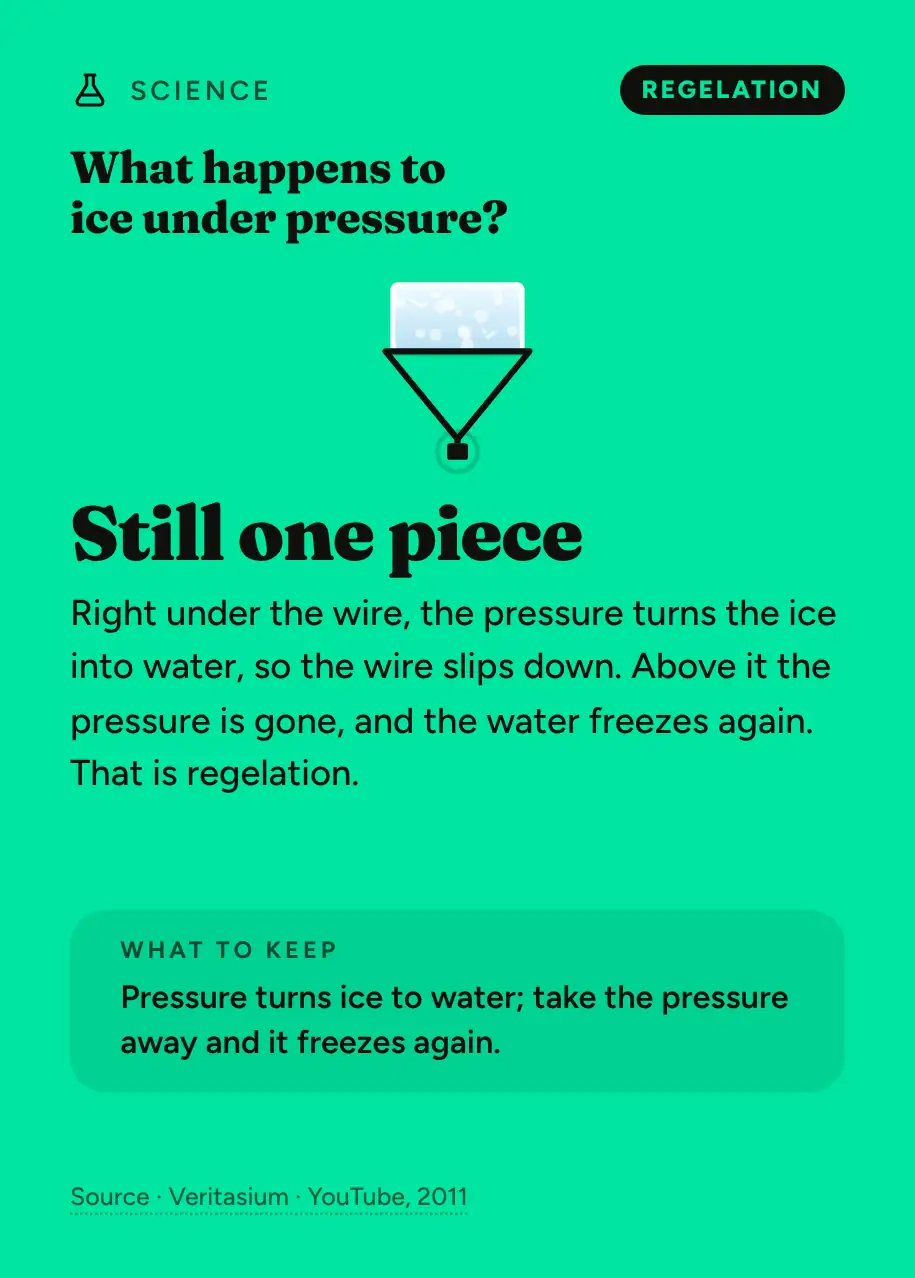 SCIENCE
REGELATION
What happens to
ice under pressure?
Still one piece
Right under the wire, the pressure turns the ice
into water, so the wire slips down. Above it the
pressure is gone, and the water freezes again.
That is regelation.
WHAT TO KEEP
Pressure turns ice to water; take the pressure
away and it freezes again.
Source · Veritasium · YouTube, 2011